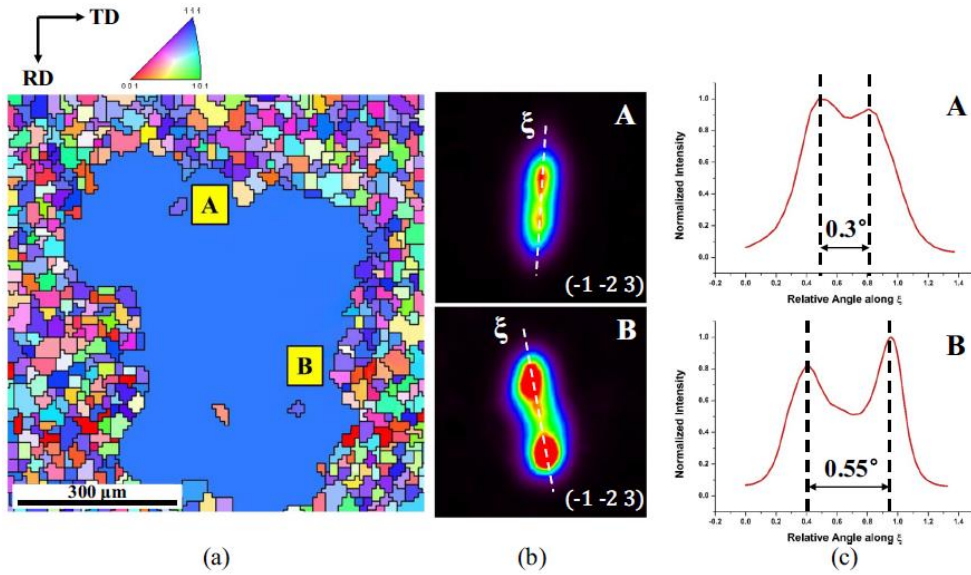 TD
RD
1 1 1
0 0 1
1 0 1
A
B
300 µm
(a)
A
ξ
(-1 -2 3)
B
ξ
(-1 -2 3)
(b)
A
Normalized Intensity
1.0
0.8
0.6
0.4
0.2
0.0
0.3°
-0.2 0.0 0.2 0.4 0.6 0.8 1.0 1.2 1.4
Relative Angle along ξ
B
Normalized Intensity
1.0
0.8
0.6
0.4
0.2
0.0
0.55°
-0.2 0.0 0.2 0.4 0.6 0.8 1.0 1.2 1.4
Relative Angle along ξ
(c)